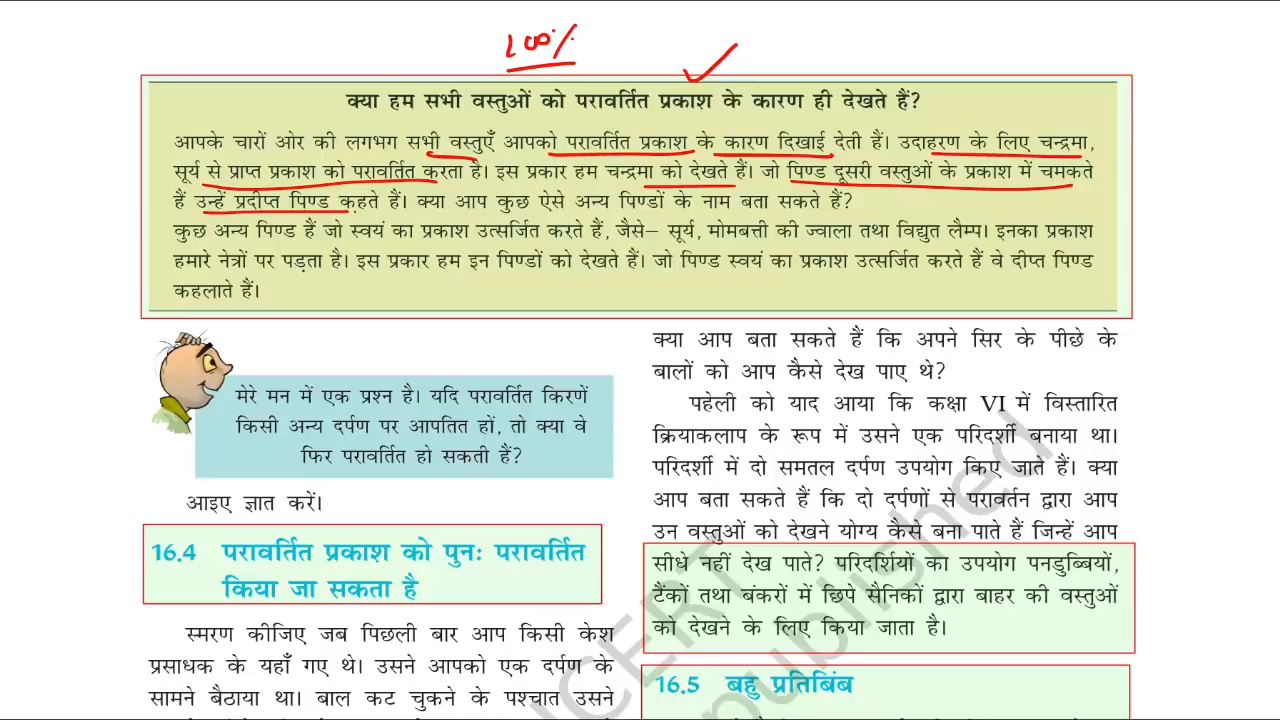 100%
क्या हम सभी वस्तुओं को परावर्तित प्रकाश के कारण ही देखते हैं?
आपके चारों ओर की लगभग सभी वस्तुएँ आपको परावर्तित प्रकाश के कारण दिखाई देती हैं। उदाहरण के लिए चन्द्रमा,
सूर्य से प्राप्त प्रकाश को परावर्तित करता है। इस प्रकार हम चन्द्रमा को देखते हैं। जो पिण्ड दूसरी वस्तुओं के प्रकाश में चमकते
हैं उन्हें प्रदीप्त पिण्ड कहते हैं। क्या आप कुछ ऐसे अन्य पिण्डों के नाम बता सकते हैं?
कुछ अन्य पिण्ड हैं जो स्वयं का प्रकाश उत्सर्जित करते हैं, जैसे– सूर्य, मोमबत्ती की ज्वाला तथा विद्युत लैम्प। इनका प्रकाश
हमारे नेत्रों पर पड़ता है। इस प्रकार हम इन पिण्डों को देखते हैं। जो पिण्ड स्वयं का प्रकाश उत्सर्जित करते हैं वे दीप्त पिण्ड
कहलाते हैं।
मेरे मन में एक प्रश्न है। यदि परावर्तित किरणें
किसी अन्य दर्पण पर आपतित हों, तो क्या वे
फिर परावर्तित हो सकती हैं?
आइए ज्ञात करें।
16.4 परावर्तित प्रकाश को पुनः परावर्तित
किया जा सकता है
स्मरण कीजिए जब पिछली बार आप किसी केश
प्रसाधक के यहाँ गए थे। उसने आपको एक दर्पण के
सामने बैठाया था। बाल कट चुकने के पश्चात उसने
क्या आप बता सकते हैं कि अपने सिर के पीछे के
बालों को आप कैसे देख पाए थे?
पहेली को याद आया कि कक्षा VI में विस्तारित
क्रियाकलाप के रूप में उसने एक परिदर्शी बनाया था।
परिदर्शी में दो समतल दर्पण उपयोग किए जाते हैं। क्या
आप बता सकते हैं कि दो दर्पणों से परावर्तन द्वारा आप
उन वस्तुओं को देखने योग्य कैसे बना पाते हैं जिन्हें आप
सीधे नहीं देख पाते? परिदर्शियों का उपयोग पनडुब्बियों,
टैंकों तथा बंकरों में छिपे सैनिकों द्वारा बाहर की वस्तुओं
को देखने के लिए किया जाता है।
16.5 बहु प्रतिबिंब